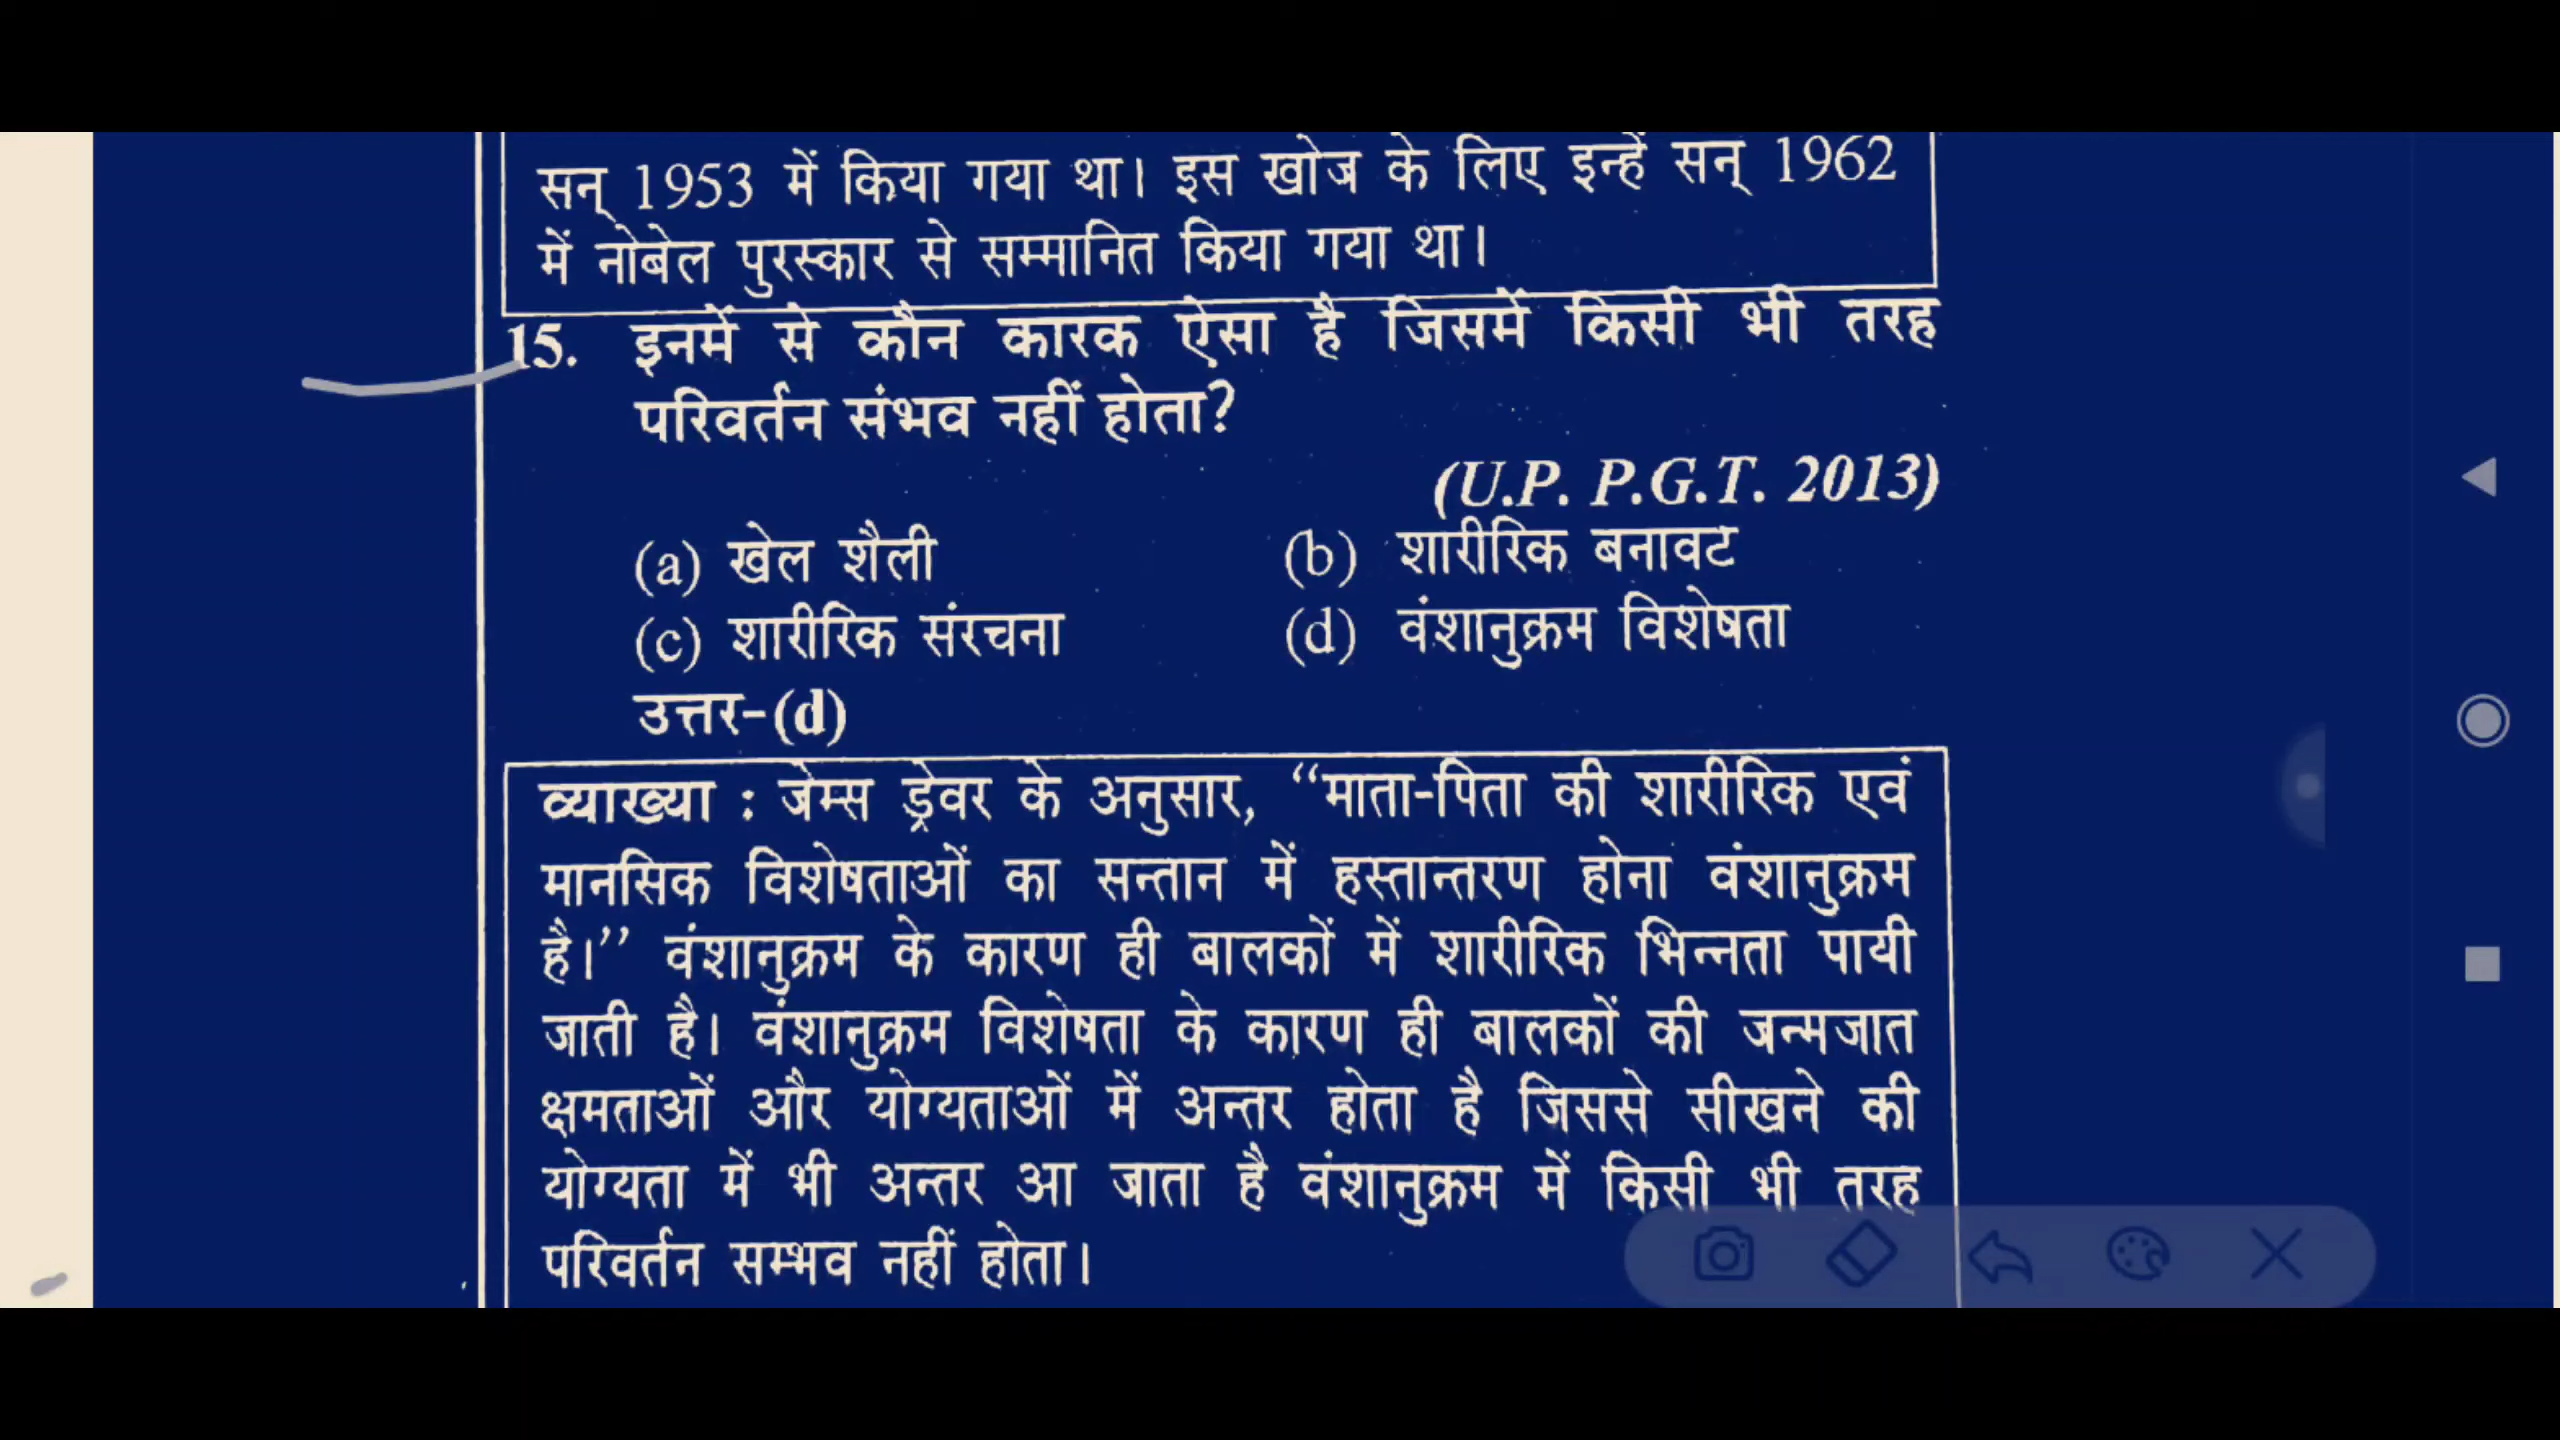 सन् 1953 में किया गया था। इस खोज के लिए इन्हें सन् 1962
में नोबेल पुरस्कार से सम्मानित किया गया था।
15. इनमें से कौन कारक ऐसा है जिसमें किसी भी तरह
परिवर्तन संभव नहीं होता?
(U.P. P.G.T. 2013)
(a) खेल शैली (b) शारीरिक बनावट
(c) शारीरिक संरचना (d) वंशानुक्रम विशेषता
उत्तर-(d)
व्याख्या : जेम्स ड्रेवर के अनुसार, “माता-पिता की शारीरिक एवं
मानसिक विशेषताओं का सन्तान में हस्तान्तरण होना वंशानुक्रम
है।” वंशानुक्रम के कारण ही बालकों में शारीरिक भिन्नता पायी
जाती है। वंशानुक्रम विशेषता के कारण ही बालकों की जन्मजात
क्षमताओं और योग्यताओं में अन्तर होता है जिससे सीखने की
योग्यता में भी अन्तर आ जाता है वंशानुक्रम में किसी भी तरह
परिवर्तन सम्भव नहीं होता।